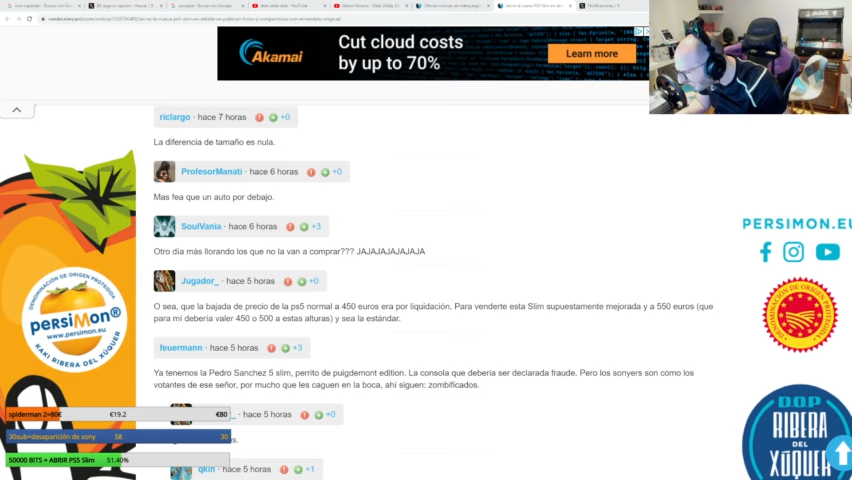 Akamai
Cut cloud costs
by up to 70%
Learn more
riclargo · hace 7 horas +0
La diferencia de tamaño es nula.
ProfesorManati · hace 6 horas +0
Mas fea que un auto por debajo.
SoulVania · hace 6 horas +3
Otro día más llorando los que no la van a comprar??? JAJAJAJAJAJAJA
Jugador_ · hace 5 horas +0
O sea, que la bajada de precio de la ps5 normal a 450 euros era por liquidación. Para venderte esta Slim supuestamente mejorada y a 550 euros (que
para mí debería valer 450 o 500 a estas alturas) y sea la estándar.
feuermann · hace 5 horas +3
Ya tenemos la Pedro Sanchez 5 slim, perrito de puigdemont edition. La consola que deberia ser declarada fraude. Pero los sonyers son como los
votantes de ese señor, por mucho que les caguen en la boca, ahí siguen: zombificados.
_ · hace 5 horas +0
s.
qkin · hace 5 horas +1
DENOMINACIÓN DE ORIGEN PROTEGIDA
persiMon®
www.persimon.eu
KAKI RIBERA DEL XÚQUER
spiderman 2=80€ €19.2 €80
30sub=desaparición de sony 58 30
50000 BITS = ABRIR PS5 Slim 51.40%
PERSIMON.EU
DOP
RIBERA
DEL
XÚQUER